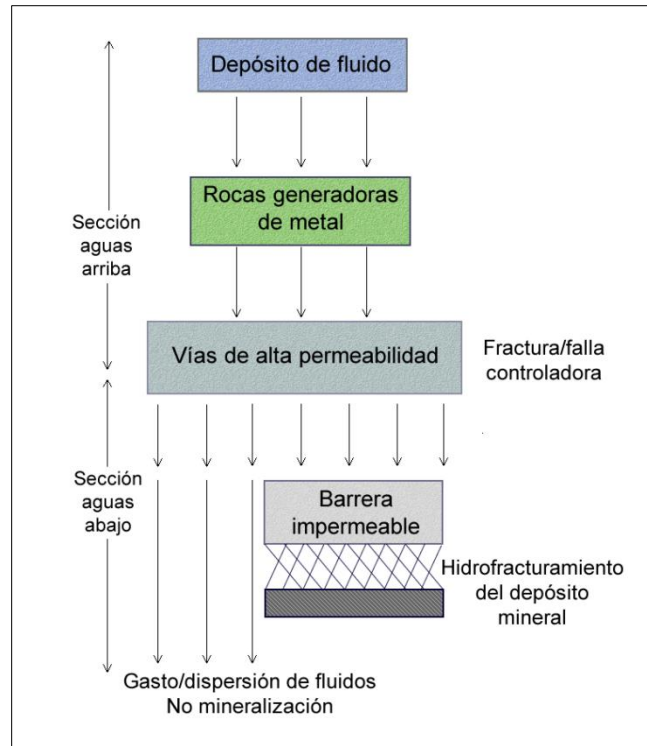 Depósito de fluido
Rocas generadoras
de metal
Sección
aguas
arriba
Vías de alta permeabilidad
Fractura/falla
controladora
Sección
aguas
abajo
Barrera
impermeable
Hidrofracturamiento
del depósito
mineral
Gasto/dispersión de fluidos
No mineralización